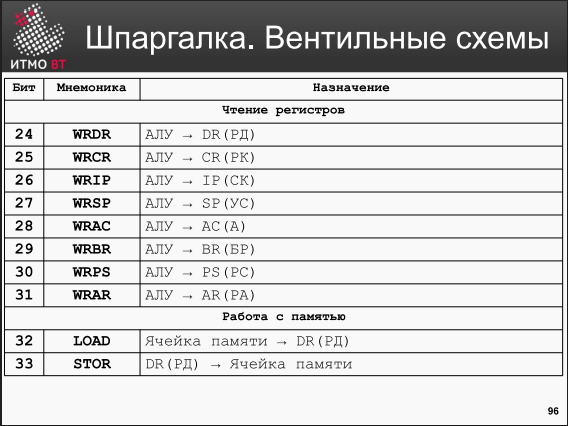 ИТМО ВТ
Шпаргалка. Вентильные схемы
Бит Мнемоника Назначение
Чтение регистров
24 WRDR АЛУ → DR(РД)
25 WRCR АЛУ → CR(РК)
26 WRIP АЛУ → IP(СК)
27 WRSP АЛУ → SP(УС)
28 WRAC АЛУ → AC(А)
29 WRBR АЛУ → BR(БР)
30 WRPS АЛУ → PS(РС)
31 WRAR АЛУ → AR(РА)
Работа с памятью
32 LOAD Ячейка памяти → DR(РД)
33 STOR DR(РД) → Ячейка памяти
96